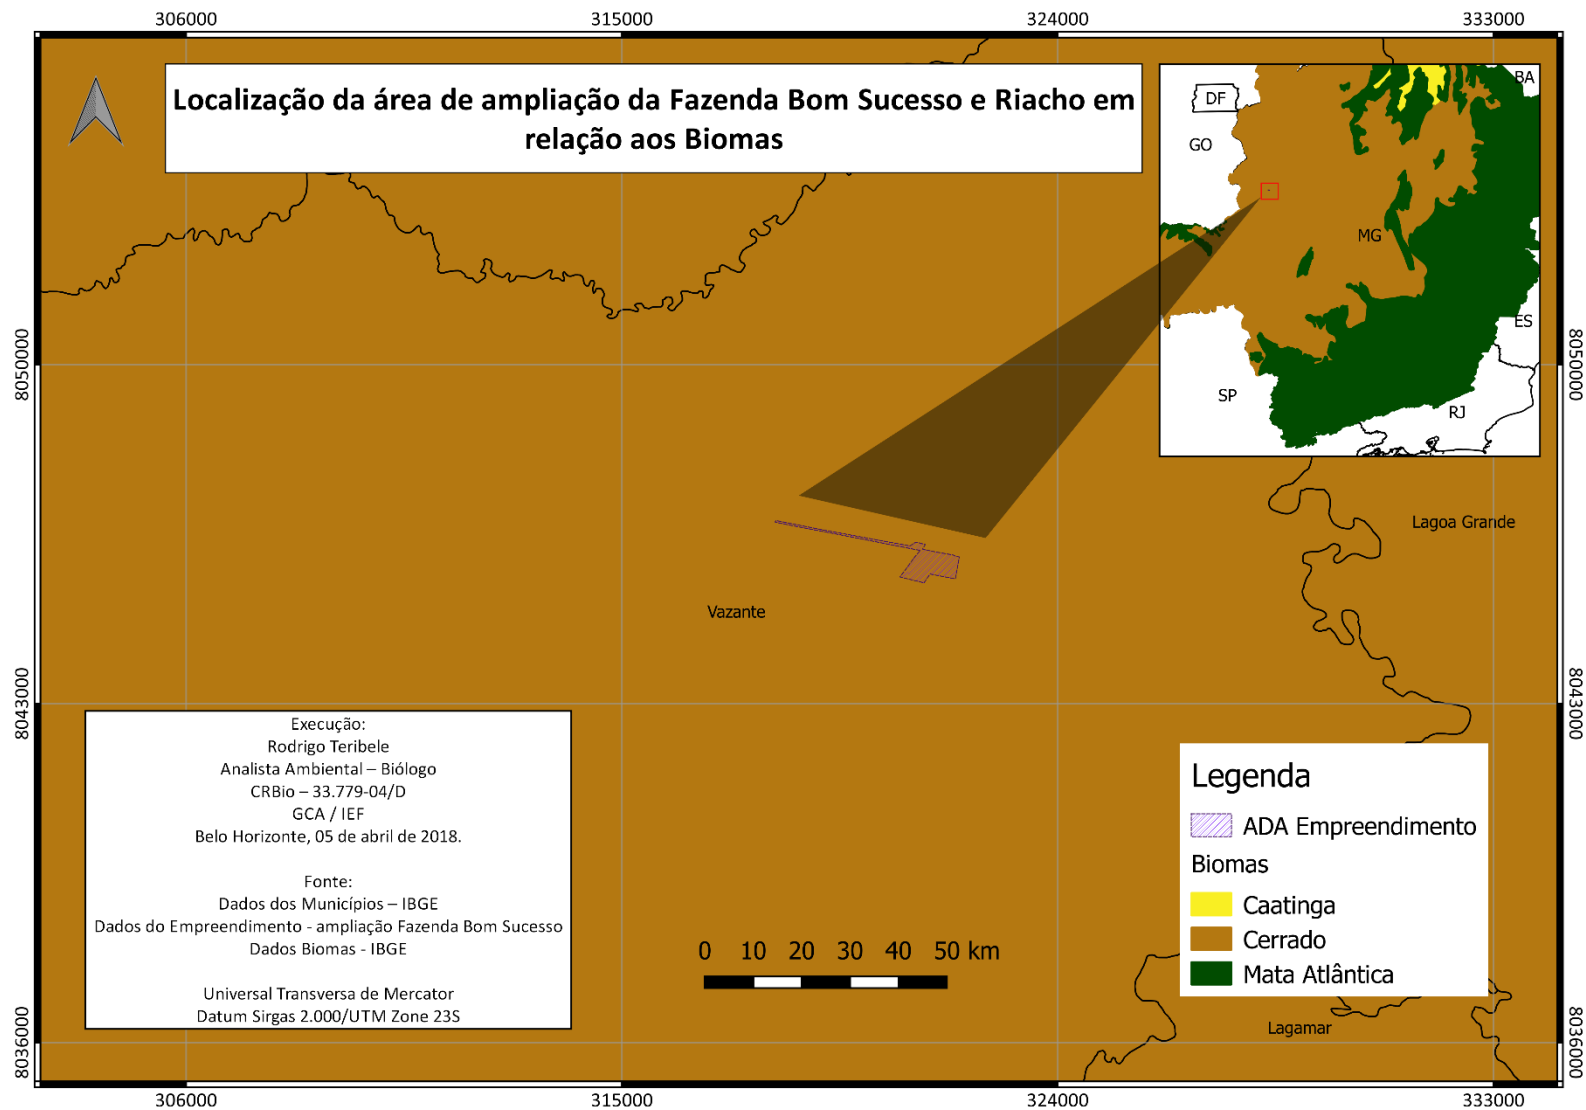 306000
315000
324000
333000
Localização da área de ampliação da Fazenda Bom Sucesso e Riacho em
relação aos Biomas
BA
DF
GO
MG
ES
SP
RJ
8050000
8050000
Lagoa Grande
Vazante
8043000
8043000
Execução:
Rodrigo Teribele
Analista Ambiental – Biólogo
CRBio – 33.779-04/D
GCA / IEF
Belo Horizonte, 05 de abril de 2018.
Fonte:
Dados dos Municípios – IBGE
Dados do Empreendimento - ampliação Fazenda Bom Sucesso
Dados Biomas - IBGE
Universal Transversa de Mercator
Datum Sirgas 2.000/UTM Zone 23S
0 10 20 30 40 50 km
Legenda
ADA Empreendimento
Biomas
Caatinga
Cerrado
Mata Atlântica
Lagamar
8036000
8036000
306000
315000
324000
333000